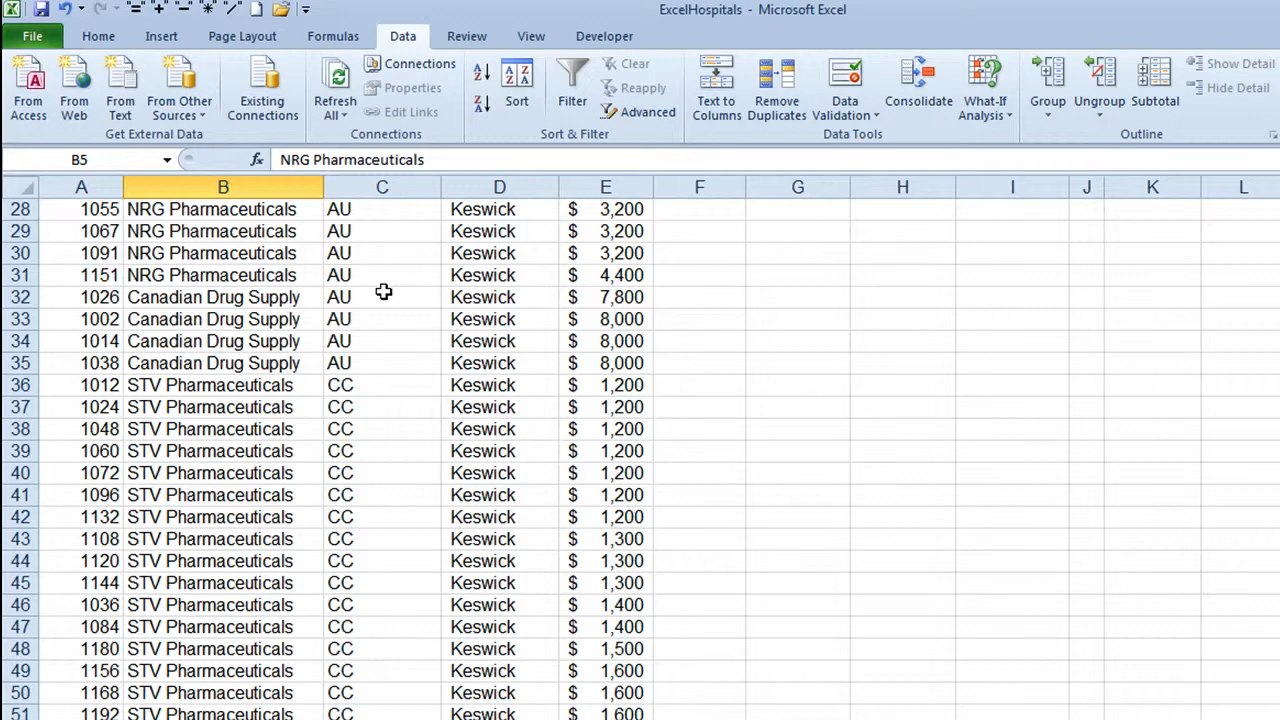 ExcelHospitals - Microsoft Excel
File Home Insert Page Layout Formulas Data Review View Developer
From Access
From Web
From Text
From Other Sources
Existing Connections
Get External Data
Refresh All
Connections
Properties
Edit Links
Connections
Sort
Filter
Clear
Reapply
Advanced
Sort & Filter
Text to Columns
Remove Duplicates
Data Validation
Consolidate
What-If Analysis
Data Tools
Group
Ungroup
Subtotal
Show Detail
Hide Detail
Outline
B5 fx NRG Pharmaceuticals
A B C D E F G H I J K L
28 1055 NRG Pharmaceuticals AU Keswick $ 3,200
29 1067 NRG Pharmaceuticals AU Keswick $ 3,200
30 1091 NRG Pharmaceuticals AU Keswick $ 3,200
31 1151 NRG Pharmaceuticals AU Keswick $ 4,400
32 1026 Canadian Drug Supply AU Keswick $ 7,800
33 1002 Canadian Drug Supply AU Keswick $ 8,000
34 1014 Canadian Drug Supply AU Keswick $ 8,000
35 1038 Canadian Drug Supply AU Keswick $ 8,000
36 1012 STV Pharmaceuticals CC Keswick $ 1,200
37 1024 STV Pharmaceuticals CC Keswick $ 1,200
38 1048 STV Pharmaceuticals CC Keswick $ 1,200
39 1060 STV Pharmaceuticals CC Keswick $ 1,200
40 1072 STV Pharmaceuticals CC Keswick $ 1,200
41 1096 STV Pharmaceuticals CC Keswick $ 1,200
42 1132 STV Pharmaceuticals CC Keswick $ 1,200
43 1108 STV Pharmaceuticals CC Keswick $ 1,300
44 1120 STV Pharmaceuticals CC Keswick $ 1,300
45 1144 STV Pharmaceuticals CC Keswick $ 1,300
46 1036 STV Pharmaceuticals CC Keswick $ 1,400
47 1084 STV Pharmaceuticals CC Keswick $ 1,400
48 1180 STV Pharmaceuticals CC Keswick $ 1,500
49 1156 STV Pharmaceuticals CC Keswick $ 1,600
50 1168 STV Pharmaceuticals CC Keswick $ 1,600
51 1192 STV Pharmaceuticals CC Keswick $ 1,600